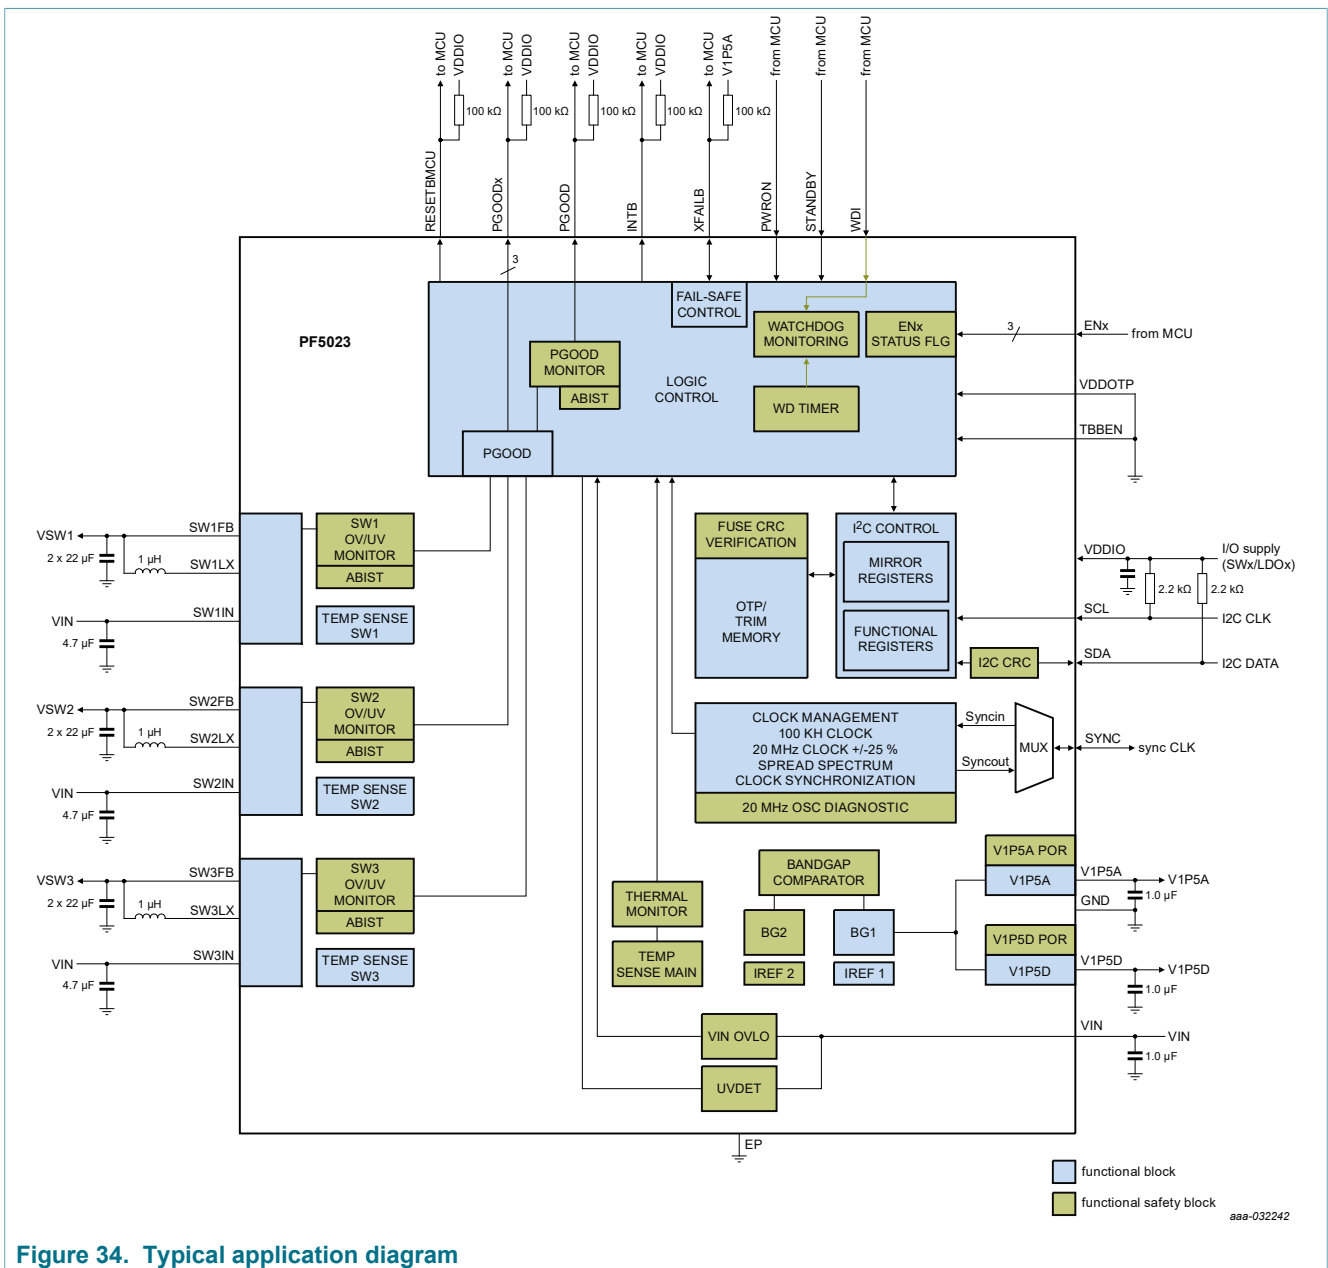 to MCU
VDDIO
to MCU
VDDIO
to MCU
VDDIO
to MCU
VDDIO
to MCU
V1P5A
from MCU
from MCU
from MCU
100 kΩ
100 kΩ
100 kΩ
100 kΩ
100 kΩ
RESETBMCU
PGOODx
PGOOD
INTB
XFAILB
PWRON
STANDBY
WDI
3
PF5023
FAIL-SAFE
CONTROL
WATCHDOG
MONITORING
ENx
STATUS FLG
3
ENx
from MCU
PGOOD
MONITOR
ABIST
LOGIC
CONTROL
WD TIMER
VDDOTP
TBBEN
PGOOD
VSW1
SW1FB
2 x 22 µF
1 µH
SW1LX
SW1
OV/UV
MONITOR
ABIST
VIN
SW1IN
4.7 µF
TEMP SENSE
SW1
FUSE CRC
VERIFICATION
OTP/
TRIM
MEMORY
I2C CONTROL
MIRROR
REGISTERS
FUNCTIONAL
REGISTERS
VDDIO
I/O supply
(SWx/LDOx)
2.2 kΩ
2.2 kΩ
SCL
I2C CLK
I2C CRC
SDA
I2C DATA
VSW2
SW2FB
2 x 22 µF
1 µH
SW2LX
SW2
OV/UV
MONITOR
ABIST
VIN
SW2IN
4.7 µF
TEMP SENSE
SW2
CLOCK MANAGEMENT
100 KH CLOCK
20 MHz CLOCK +/-25 %
SPREAD SPECTRUM
CLOCK SYNCHRONIZATION
20 MHz OSC DIAGNOSTIC
Syncin
Syncout
MUX
SYNC
sync CLK
VSW3
SW3FB
2 x 22 µF
1 µH
SW3LX
SW3
OV/UV
MONITOR
ABIST
VIN
SW3IN
4.7 µF
TEMP SENSE
SW3
THERMAL
MONITOR
TEMP
SENSE MAIN
BANDGAP
COMPARATOR
BG2
BG1
IREF 2
IREF 1
V1P5A POR
V1P5A
V1P5A
V1P5A
1.0 µF
GND
V1P5D POR
V1P5D
V1P5D
V1P5D
1.0 µF
VIN OVLO
UVDET
VIN
VIN
1.0 µF
EP
functional block
functional safety block
aaa-032242
Figure 34. Typical application diagram